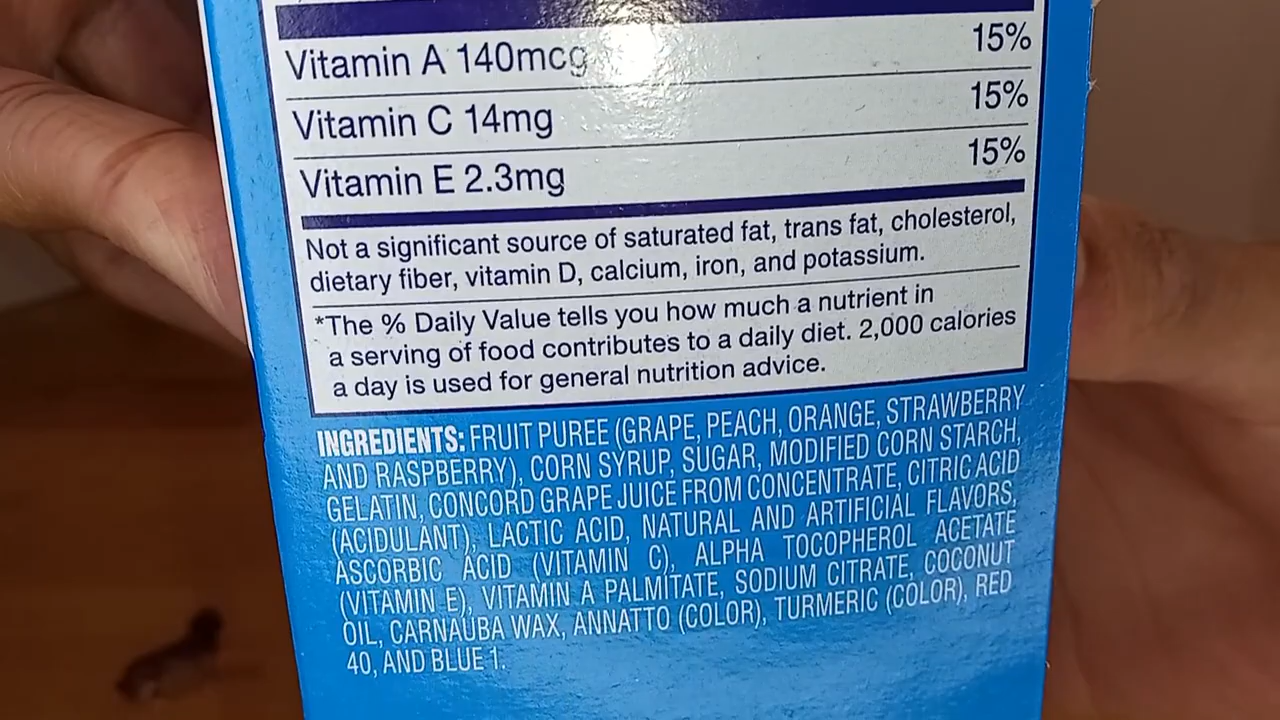 Vitamin A 140mcg 15%
Vitamin C 14mg 15%
Vitamin E 2.3mg 15%
Not a significant source of saturated fat, trans fat, cholesterol,
dietary fiber, vitamin D, calcium, iron, and potassium.
*The % Daily Value tells you how much a nutrient in
a serving of food contributes to a daily diet. 2,000 calories
a day is used for general nutrition advice.
INGREDIENTS: FRUIT PUREE (GRAPE, PEACH, ORANGE, STRAWBERRY
AND RASPBERRY), CORN SYRUP, SUGAR, MODIFIED CORN STARCH,
GELATIN, CONCORD GRAPE JUICE FROM CONCENTRATE, CITRIC ACID
(ACIDULANT), LACTIC ACID, NATURAL AND ARTIFICIAL FLAVORS,
ASCORBIC ACID (VITAMIN C), ALPHA TOCOPHEROL ACETATE
(VITAMIN E), VITAMIN A PALMITATE, SODIUM CITRATE, COCONUT
OIL, CARNAUBA WAX, ANNATTO (COLOR), TURMERIC (COLOR), RED
40, AND BLUE 1.